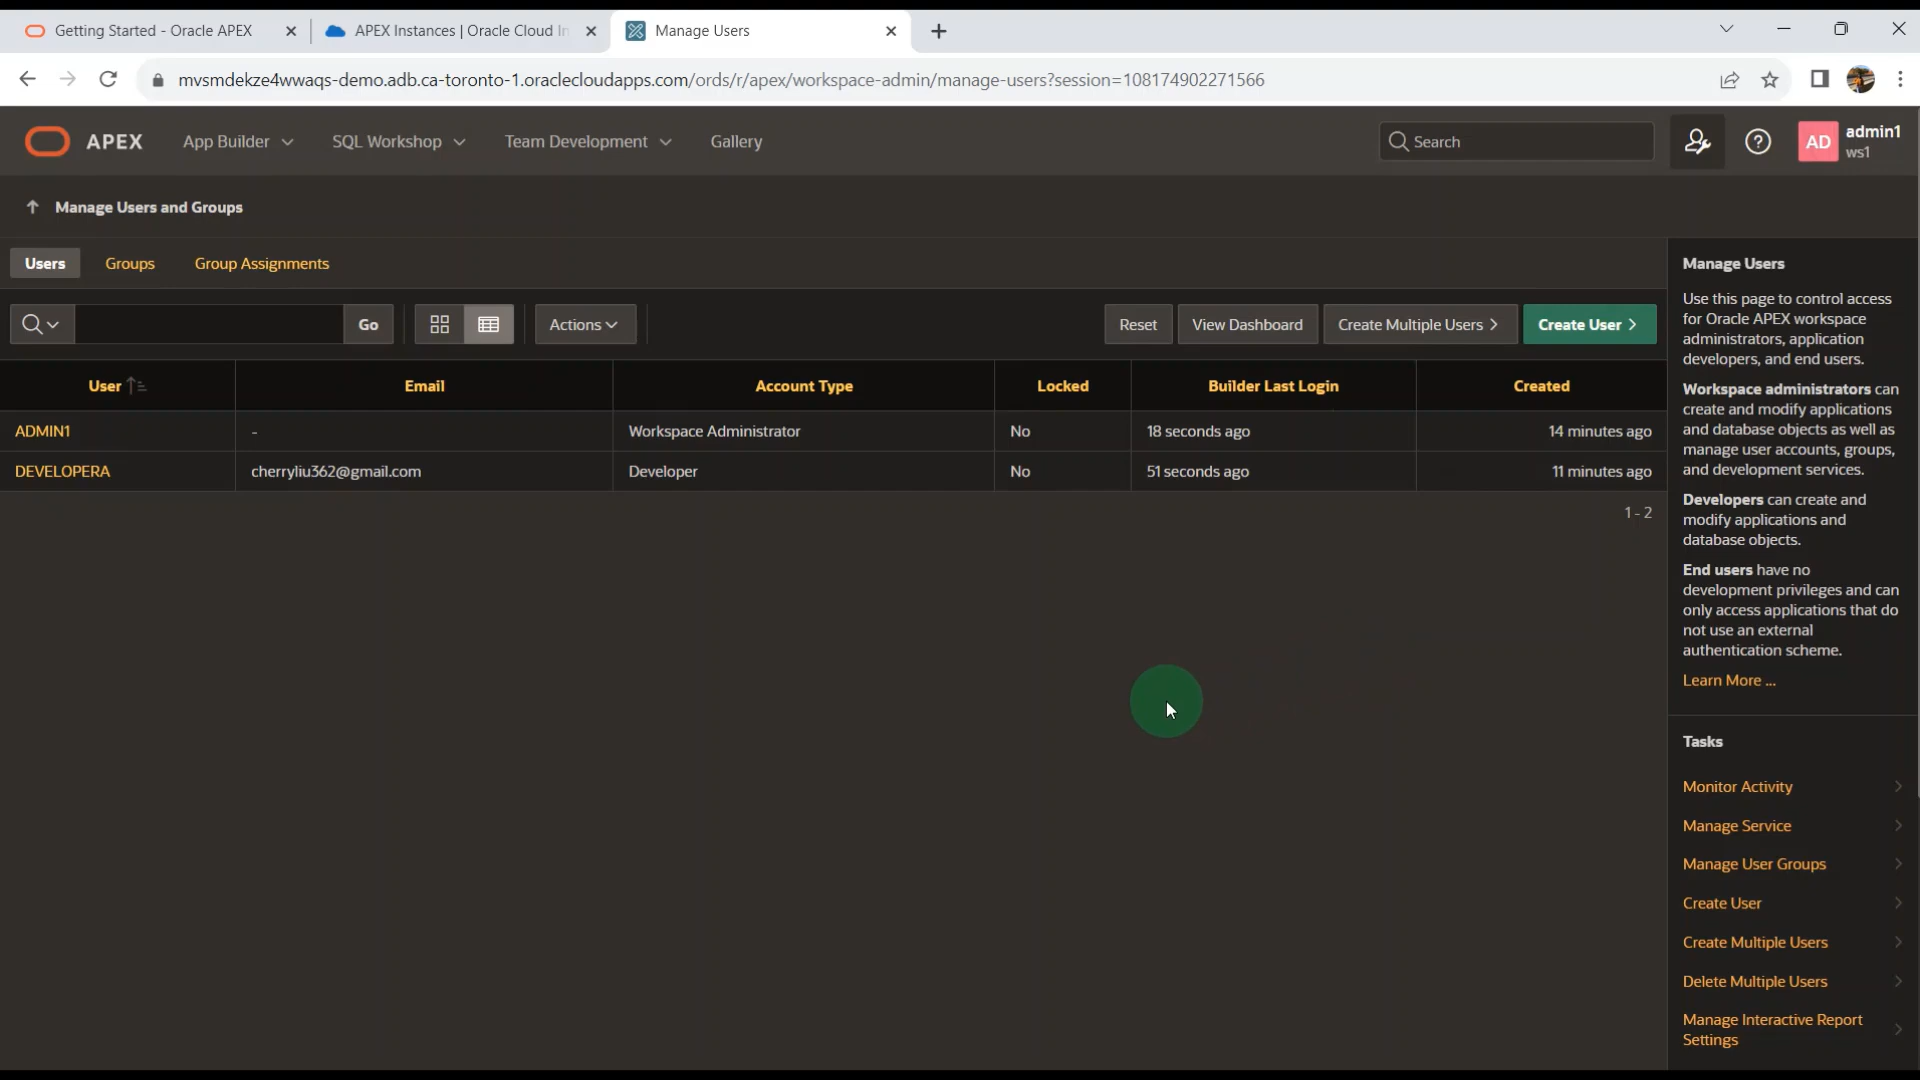 Getting Started - Oracle APEX
APEX Instances | Oracle Cloud In
Manage Users
mvsmdekze4wwaqs-demo.adb.ca-toronto-1.oraclecloudapps.com/ords/r/apex/workspace-admin/manage-users?session=108174902271566
APEX
App Builder
SQL Workshop
Team Development
Gallery
Search
AD
admin1
ws1
Manage Users and Groups
Users
Groups
Group Assignments
Go
Actions
Reset
View Dashboard
Create Multiple Users
Create User
User Email Account Type Locked Builder Last Login Created
ADMIN1 - Workspace Administrator No 18 seconds ago 14 minutes ago
DEVELOPERA cherryliu362@gmail.com Developer No 51 seconds ago 11 minutes ago
1 - 2
Manage Users
Use this page to control access
for Oracle APEX workspace
administrators, application
developers, and end users.
Workspace administrators can
create and modify applications
and database objects as well as
manage user accounts, groups,
and development services.
Developers can create and
modify applications and
database objects.
End users have no
development privileges and can
only access applications that do
not use an external
authentication scheme.
Learn More ...
Tasks
Monitor Activity
Manage Service
Manage User Groups
Create User
Create Multiple Users
Delete Multiple Users
Manage Interactive Report
Settings